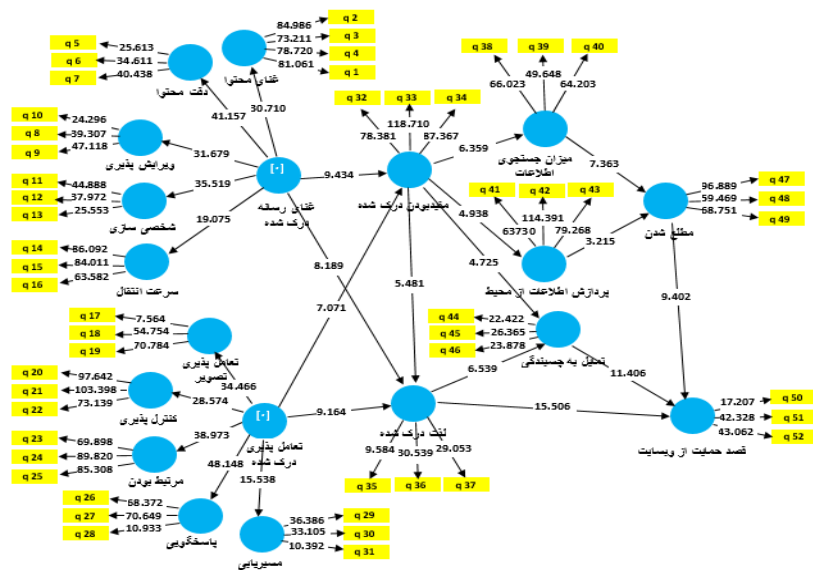 q 2
84.986
q 3
73.211
q 4
78.720
q 1
81.061
غنای محتوا
q 5
25.613
q 6
34.611
q 7
40.438
دقت محتوا
30.710
41.157
q 10
24.296
q 8
39.307
q 9
47.118
ویرایش پذیری
31.679
q 11
44.888
q 12
37.972
q 13
25.553
شخصی سازی
35.519
q 14
86.092
q 15
84.011
q 16
63.582
سرعت انتقال
19.075
[+]
غنای رسانه
درک شده
9.434
8.189
q 32
q 33
q 34
78.381
118.710
87.367
مفیدبودن درک شده
q 38
q 39
q 40
66.023
49.648
64.203
میزان جستجوی
اطلاعات
6.359
7.363
q 41
q 42
q 43
63730
114.391
79.268
پردازش اطلاعات از محیط
4.938
3.215
4.725
5.481
7.071
q 47
96.889
q 48
59.469
q 49
68.751
مطلع شدن
9.402
q 44
22.422
q 45
26.365
q 46
23.878
تمایل به چسبندگی
6.539
11.406
q 17
7.564
q 18
54.754
q 19
70.784
تعامل پذیری
تصویر
34.466
q 20
97.642
q 21
103.398
q 22
73.139
کنترل پذیری
28.574
q 23
69.898
q 24
89.820
q 25
85.308
مرتبط بودن
38.973
q 26
68.372
q 27
70.649
q 28
10.933
پاسخگویی
48.148
q 29
36.386
q 30
33.105
q 31
10.392
مسیریابی
15.538
[+]
تعامل پذیری
درک شده
9.164
لذت درک شده
9.584
30.539
29.053
q 35
q 36
q 37
15.506
q 50
17.207
q 51
42.328
q 52
43.062
قصد حمایت از وبسایت